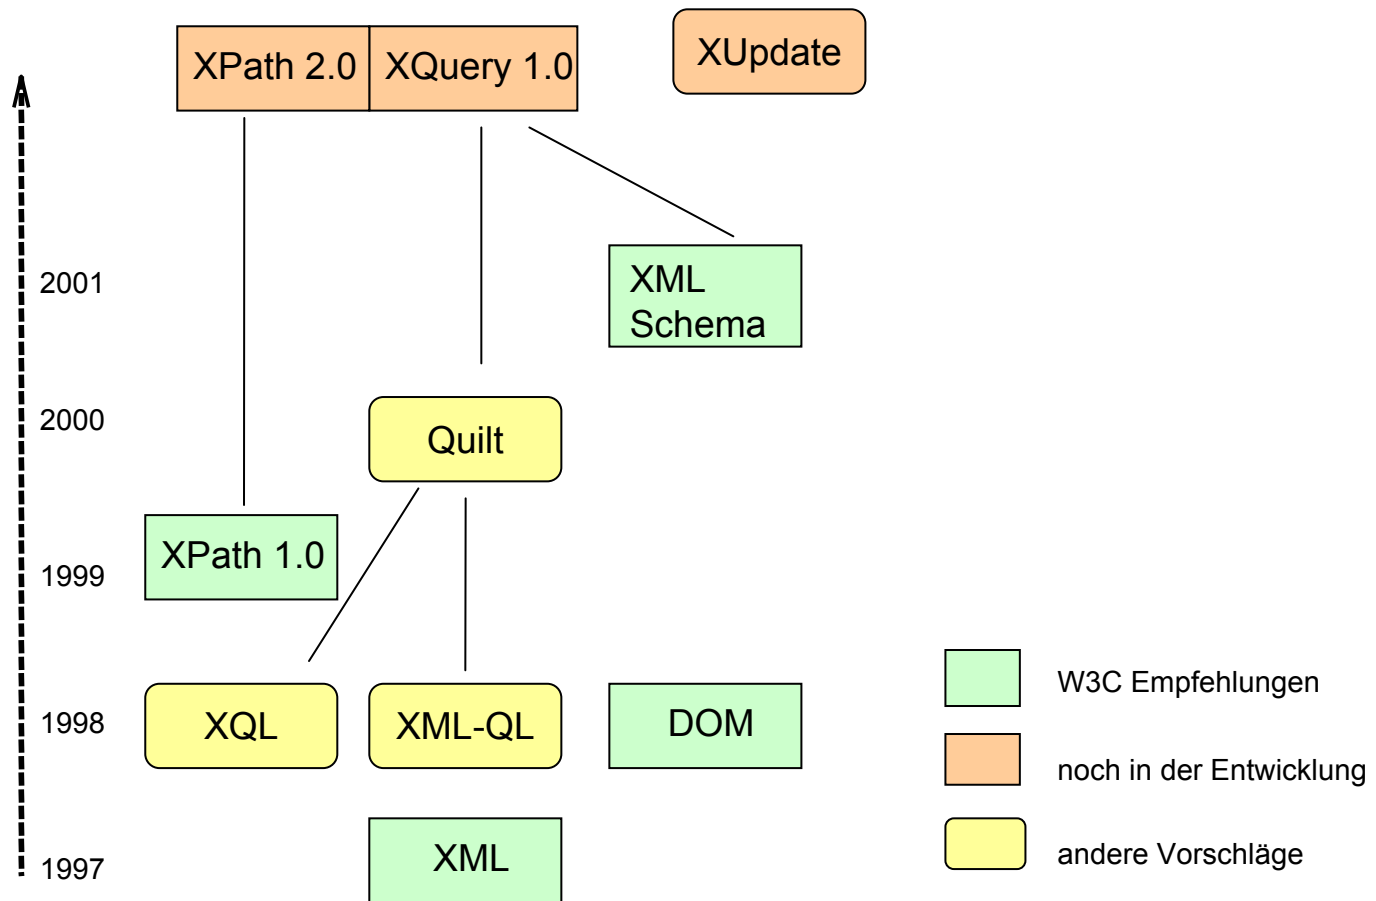 XPath 2.0
XQuery 1.0
XUpdate
2001
XML
Schema
2000
Quilt
XPath 1.0
1999
1998
XQL
XML-QL
DOM
1997
XML
W3C Empfehlungen
noch in der Entwicklung
andere Vorschläge